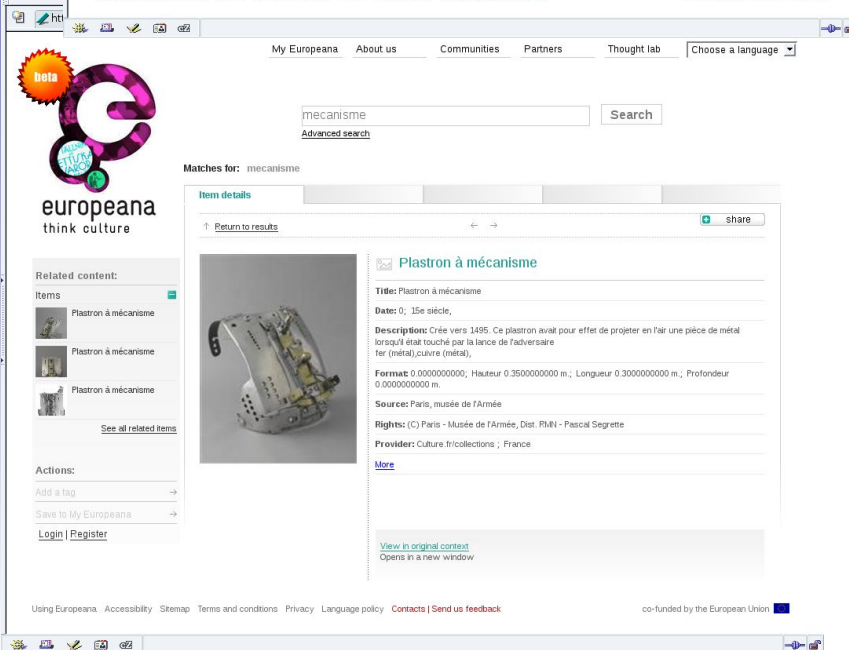 My Europeana About us Communities Partners Thought lab Choose a language
beta
mecanisme Search
Advanced search
Matches for: mecanisme
europeana
think culture
Item details
Return to results share
Related content:
Items
Plastron à mécanisme
Plastron à mécanisme
Plastron à mécanisme
See all related items
Actions:
Add a tag
Save to My Europeana
Login | Register
Plastron à mécanisme
Title: Plastron à mécanisme
Date: 0; 15e siècle,
Description: Crée vers 1495. Ce plastron avait pour effet de projeter en l'air une pièce de métal
lorsqu'il était touché par la lance de l'adversaire
fer (métal),cuivre (métal),
Format: 0.0000000000; Hauteur 0.3500000000 m.; Longueur 0.3000000000 m.; Profondeur
0.0000000000 m.
Source: Paris, musée de l'Armée
Rights: (C) Paris - Musée de l'Armée, Dist. RMN - Pascal Segrette
Provider: Culture.fr/collections ; France
More
View in original context
Opens in a new window
Using Europeana Accessibility Sitemap Terms and conditions Privacy Language policy Contacts | Send us feedback co-funded by the European Union